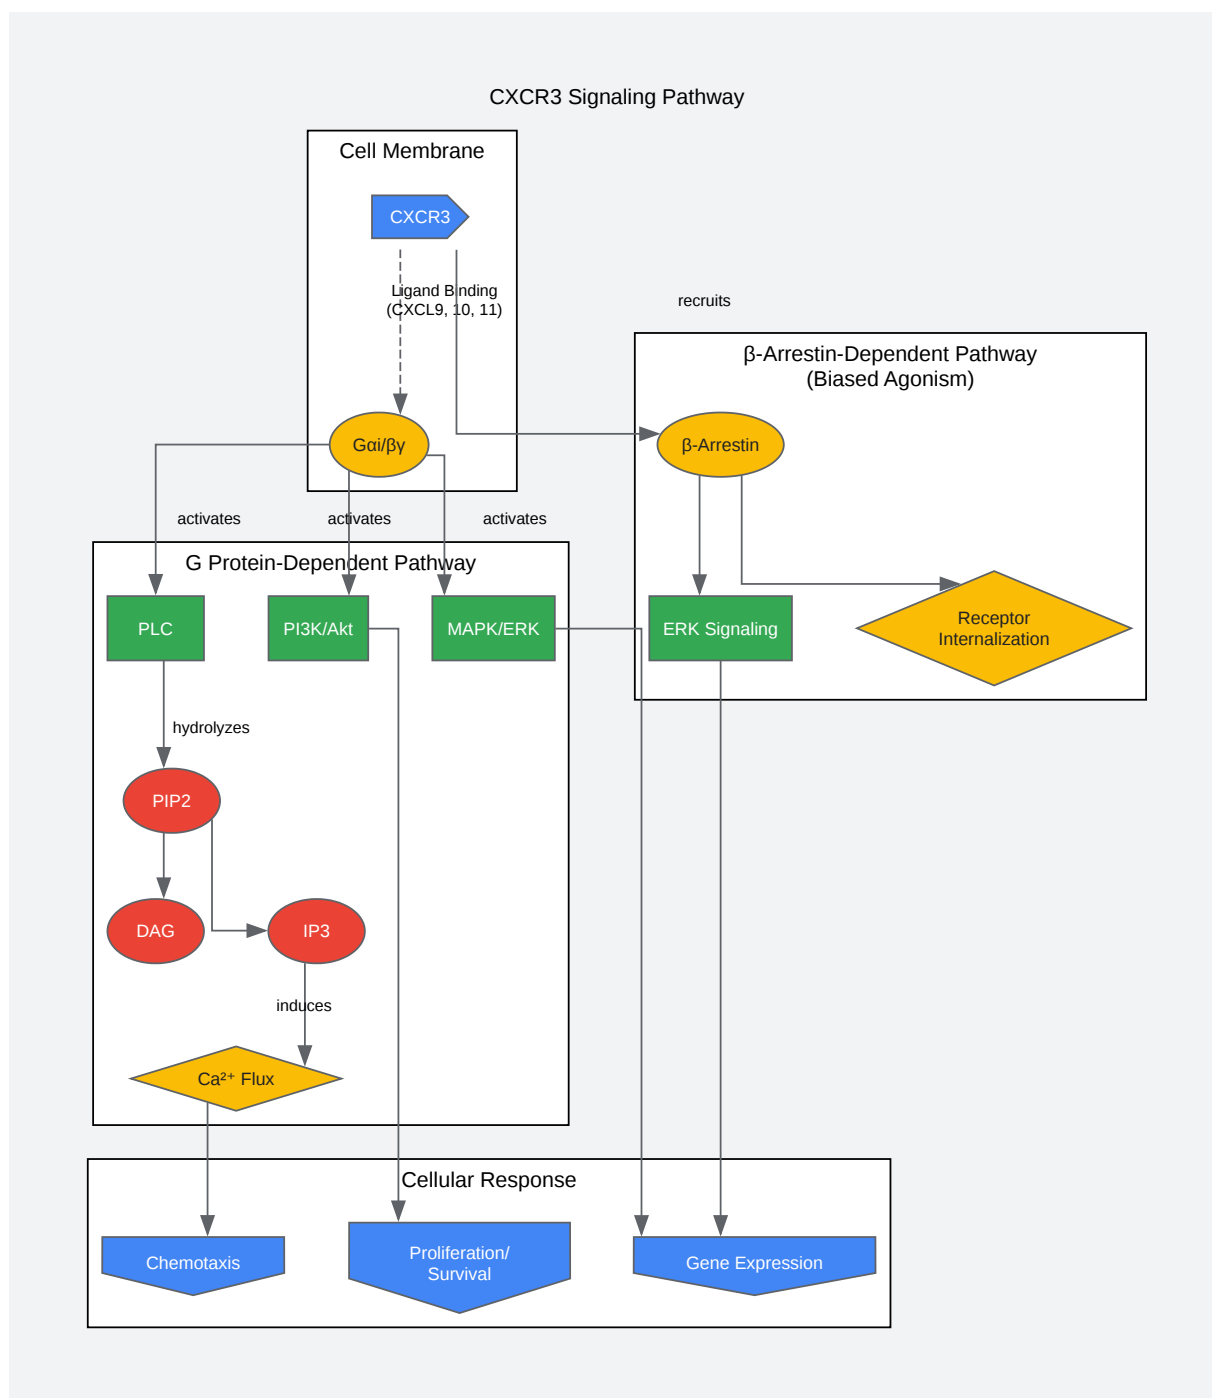 CXCR3 Signaling Pathway
Cell Membrane
CXCR3
Ligand Binding
(CXCL9, 10, 11)
recruits
β-Arrestin-Dependent Pathway
(Biased Agonism)
Gαi/βγ
β-Arrestin
activates
activates
activates
G Protein-Dependent Pathway
PLC
PI3K/Akt
MAPK/ERK
ERK Signaling
Receptor
Internalization
hydrolyzes
PIP2
DAG
IP3
induces
Ca²⁺ Flux
Cellular Response
Chemotaxis
Proliferation/
Survival
Gene Expression